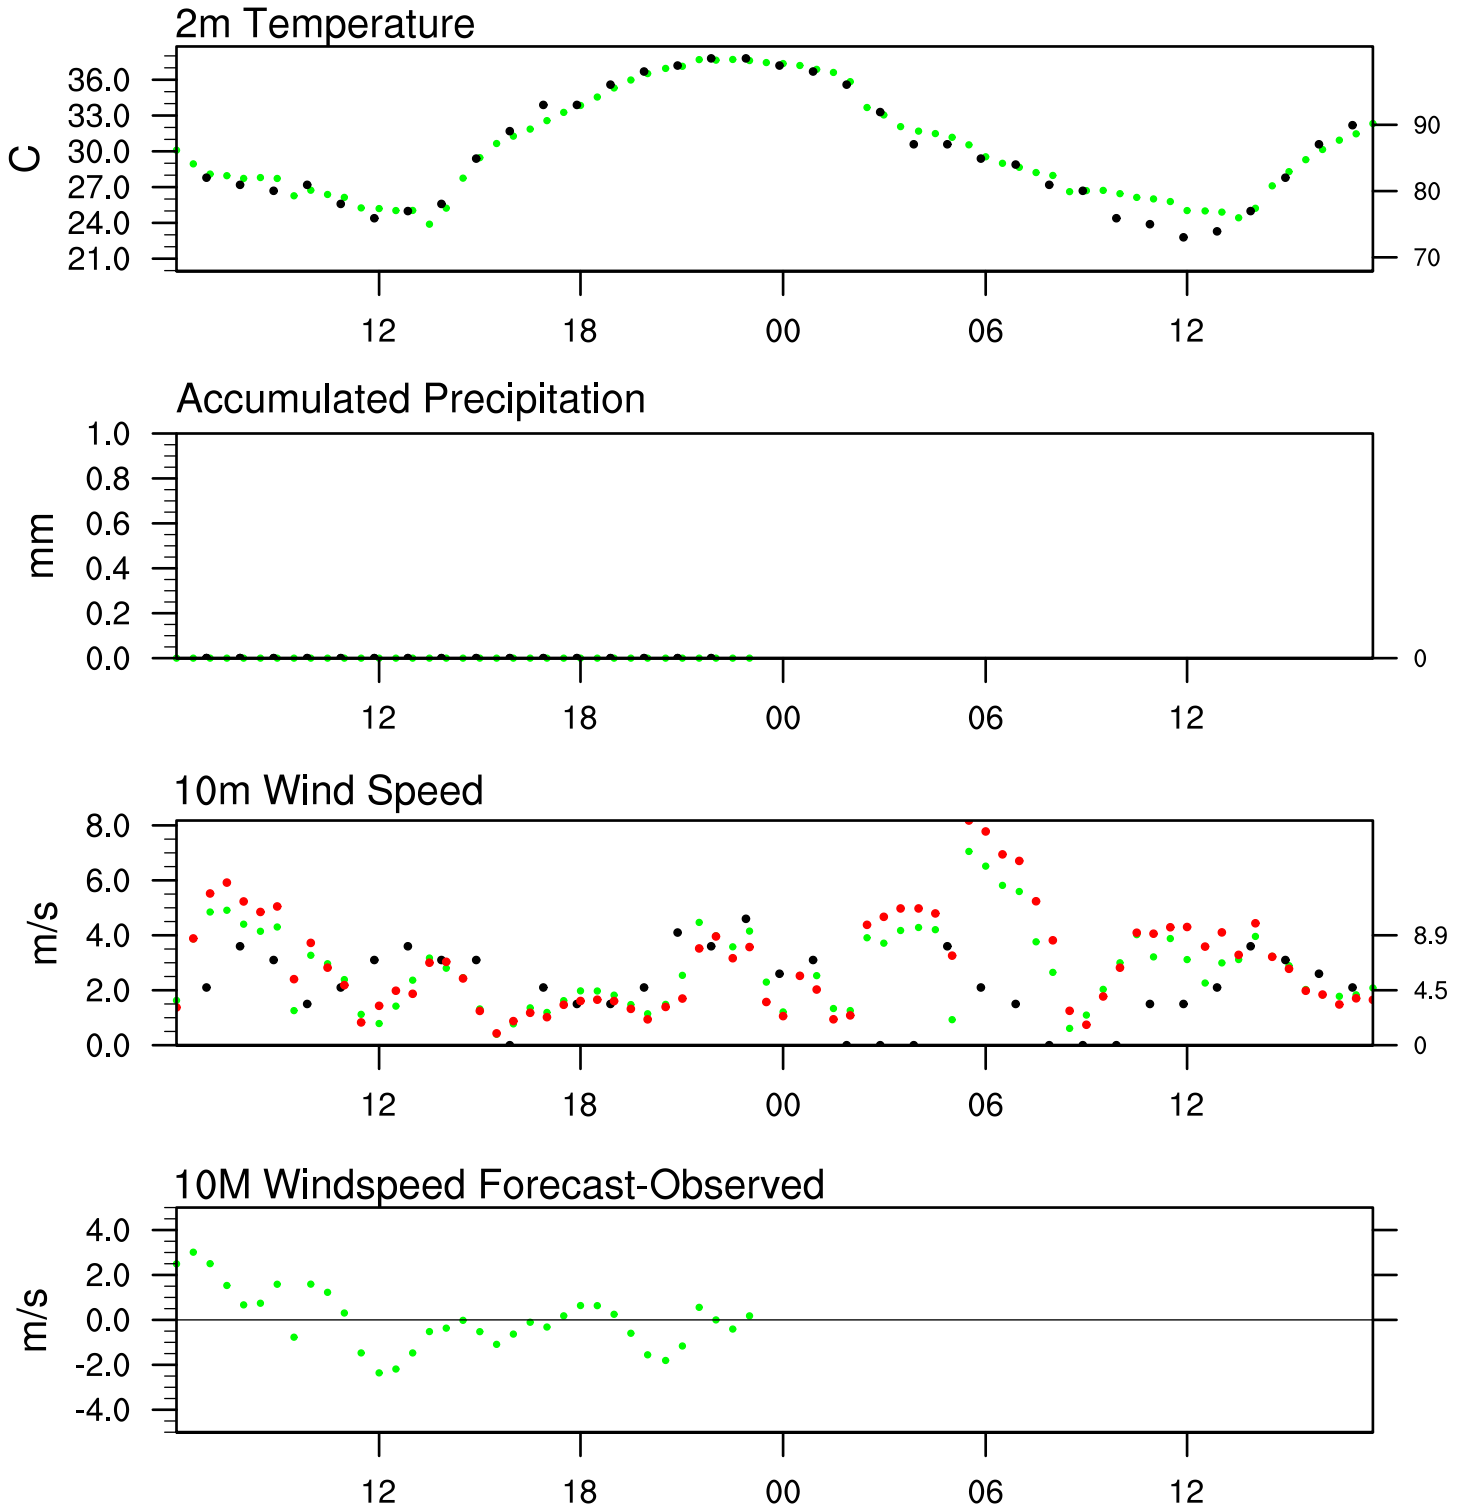 2m Temperature
C
36.0
33.0
30.0
27.0
24.0
21.0
90
80
70
12 18 00 06 12
Accumulated Precipitation
mm
1.0
0.8
0.6
0.4
0.2
0.0
0
12 18 00 06 12
10m Wind Speed
m/s
8.0
6.0
4.0
2.0
0.0
8.9
4.5
0
12 18 00 06 12
10M Windspeed Forecast-Observed
m/s
4.0
2.0
0.0
-2.0
-4.0
12 18 00 06 12